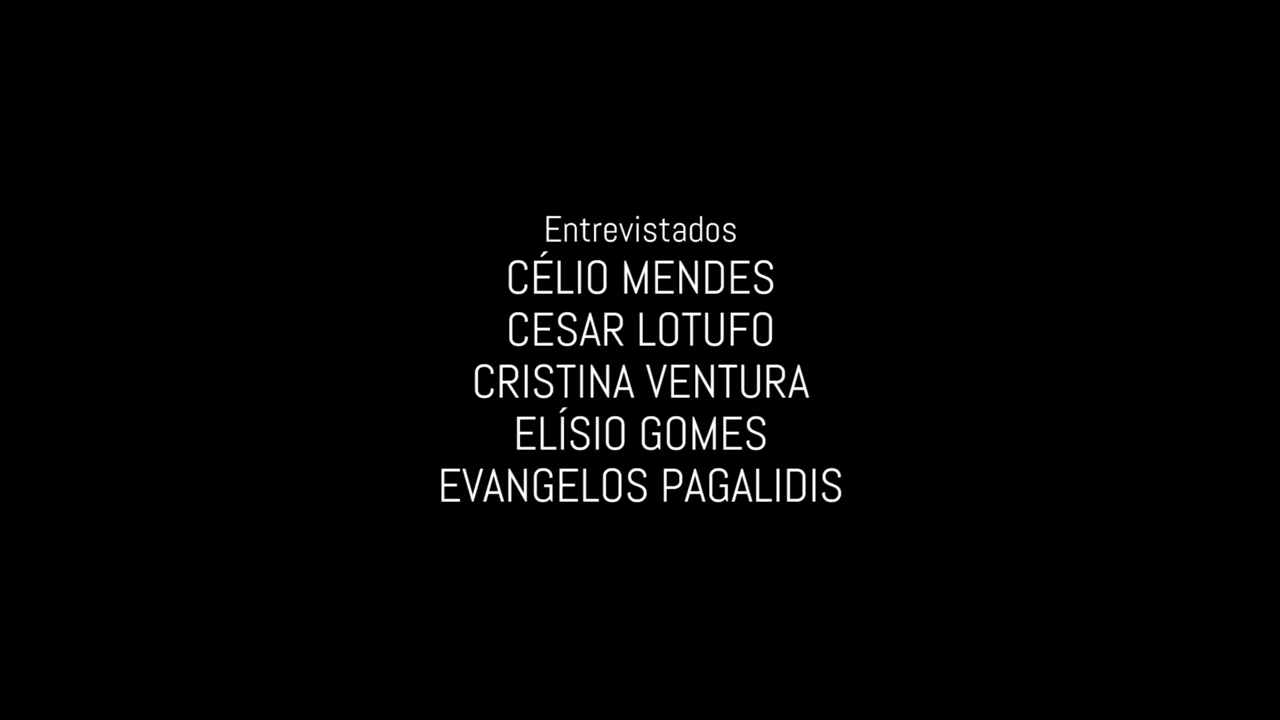 Entrevistados
CÉLIO MENDES
CESAR LOTUFO
CRISTINA VENTURA
ELÍSIO GOMES
EVANGELOS PAGALIDIS